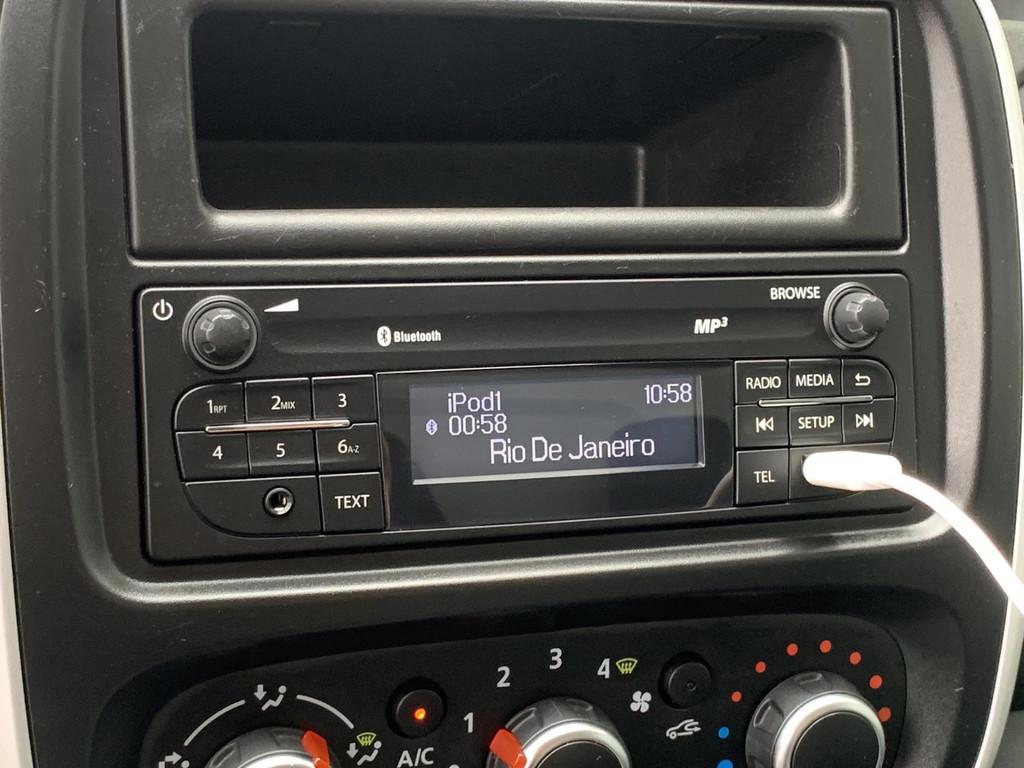 BROWSE
Bluetooth
MP3
1RPT 2MIX 3
4 5 6A-Z
TEXT
iPod1 10:58
00:58
Rio De Janeiro
RADIO MEDIA
SETUP
TEL
1 2 3 4
A/C